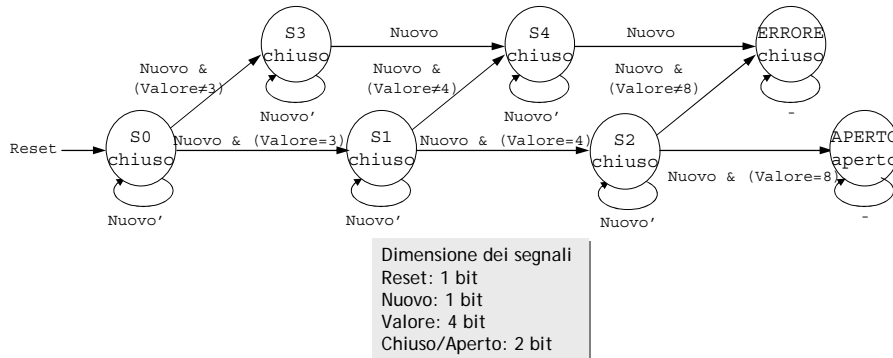 S3
chiuso
Nuovo
S4
chiuso
Nuovo
ERRORE
chiuso
Nuovo &
(Valore≠3)
Nuovo &
(Valore≠4)
Nuovo &
(Valore≠8)
Nuovo’
Nuovo’
-
Reset
S0
chiuso
Nuovo & (Valore=3)
S1
chiuso
Nuovo & (Valore=4)
S2
chiuso
APERTO
aperto
Nuovo & (Valore=8)
Nuovo’
Nuovo’
Nuovo’
-
Dimensione dei segnali
Reset: 1 bit
Nuovo: 1 bit
Valore: 4 bit
Chiuso/Aperto: 2 bit